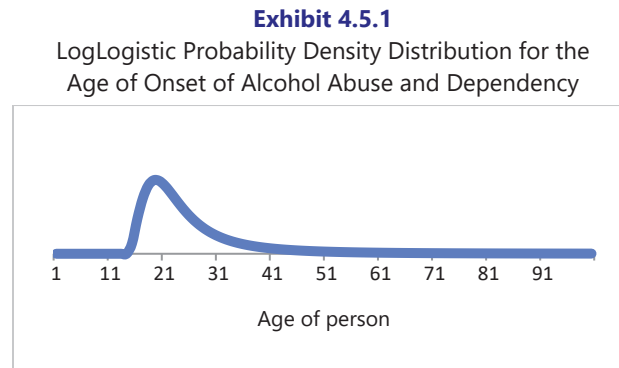 Exhibit 4.5.1
LogLogistic Probability Density Distribution for the
Age of Onset of Alcohol Abuse and Dependency
1 11 21 31 41 51 61 71 81 91
Age of person